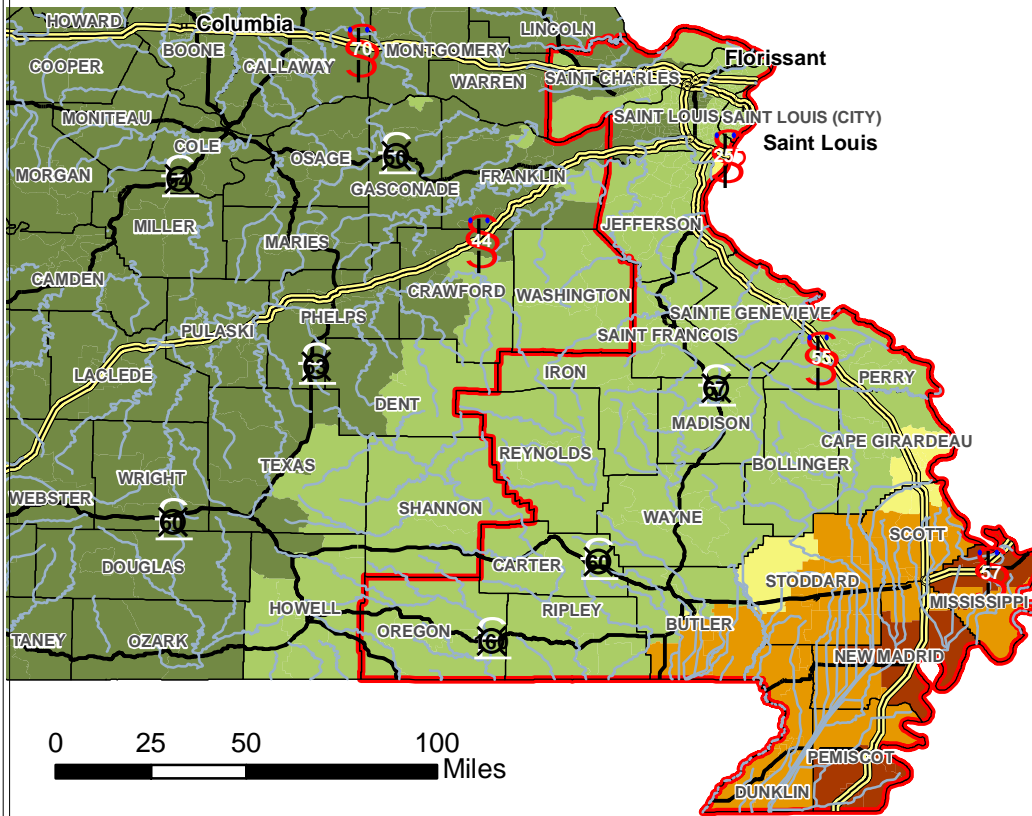 HOWARD
Columbia
LINCOLN
BOONE
70
MONTGOMERY
Florissant
COOPER
CALLAWAY
WARREN
SAINT CHARLES
MONITEAU
SAINT LOUIS SAINT LOUIS (CITY)
COLE
Saint Louis
OSAGE
50
MORGAN
54
GASCONADE
FRANKLIN
MILLER
JEFFERSON
MARIES
44
CAMDEN
CRAWFORD
WASHINGTON
SAINTE GENEVIEVE
PHELPS
PULASKI
SAINT FRANCOIS
55
63
IRON
LACLEDE
PERRY
67
DENT
MADISON
CAPE GIRARDEAU
REYNOLDS
TEXAS
BOLLINGER
WRIGHT
WEBSTER
SHANNON
WAYNE
60
SCOTT
CARTER
60
57
DOUGLAS
STODDARD
MISSISSIPPI
HOWELL
RIPLEY
BUTLER
OREGON
TANEY
OZARK
NEW MADRID
0 25 50 100
Miles
PEMISCOT
DUNKLIN